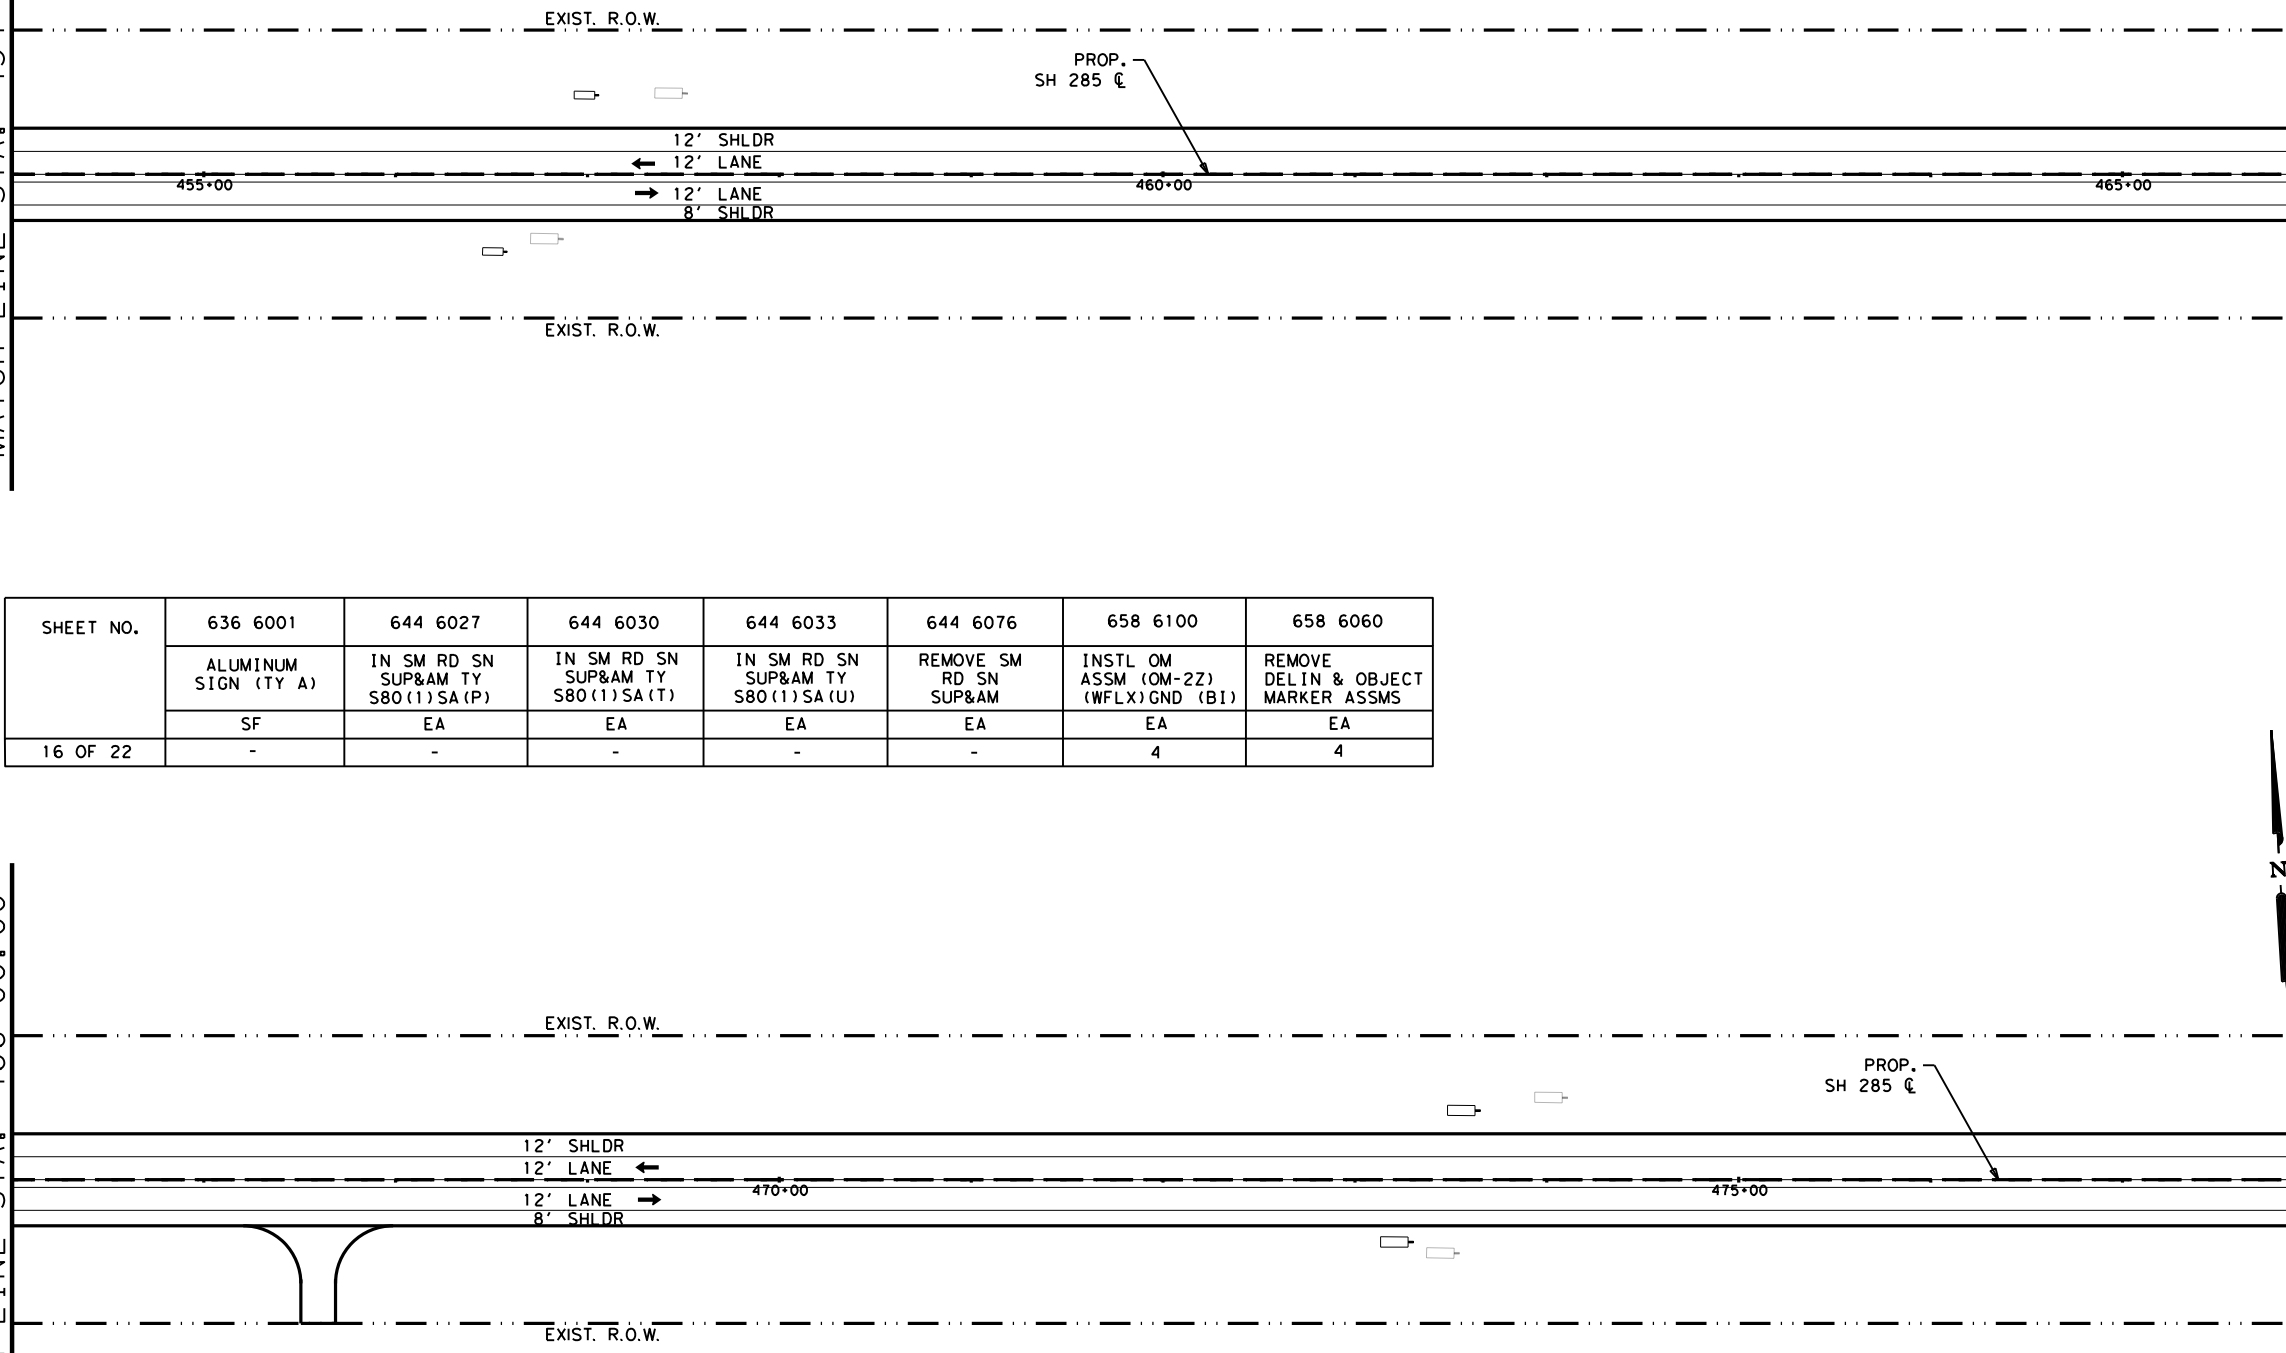 EXIST. R.O.W.
PROP.
SH 285 ℄
12' SHLDR
12' LANE
455+00
460+00
465+00
12' LANE
8' SHLDR
EXIST. R.O.W.
SHEET NO.
636 6001
644 6027
644 6030
644 6033
644 6076
658 6100
658 6060
ALUMINUM
SIGN (TY A)
IN SM RD SN
SUP&AM TY
S80(1)SA(P)
IN SM RD SN
SUP&AM TY
S80(1)SA(T)
IN SM RD SN
SUP&AM TY
S80(1)SA(U)
REMOVE SM
RD SN
SUP&AM
INSTL OM
ASSM (OM-2Z)
(WFLX)GND (BI)
REMOVE
DELIN & OBJECT
MARKER ASSMS
SF
EA
EA
EA
EA
EA
EA
16 OF 22
-
-
-
-
-
4
4
N
EXIST. R.O.W.
PROP.
SH 285 ℄
12' SHLDR
12' LANE
470+00
475+00
12' LANE
8' SHLDR
EXIST. R.O.W.